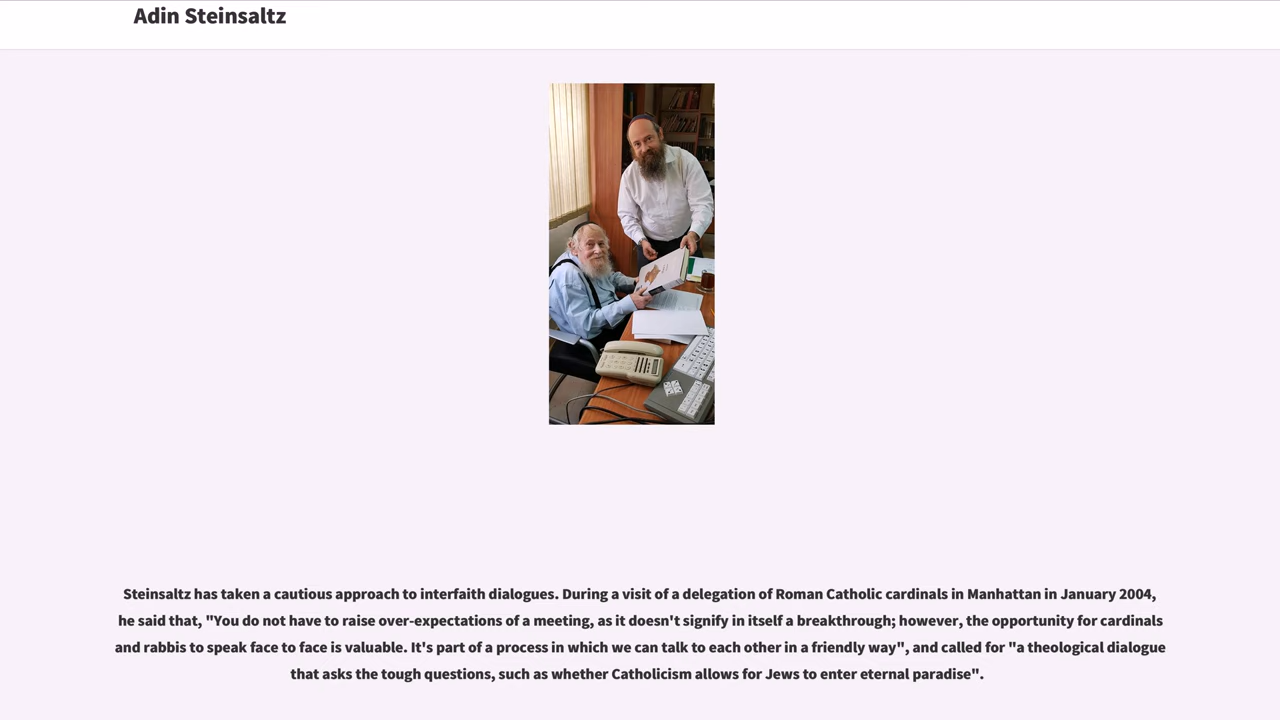 Adin Steinsaltz
Steinsaltz has taken a cautious approach to interfaith dialogues. During a visit of a delegation of Roman Catholic cardinals in Manhattan in January 2004,
he said that, "You do not have to raise over-expectations of a meeting, as it doesn't signify in itself a breakthrough; however, the opportunity for cardinals
and rabbis to speak face to face is valuable. It's part of a process in which we can talk to each other in a friendly way", and called for "a theological dialogue
that asks the tough questions, such as whether Catholicism allows for Jews to enter eternal paradise".